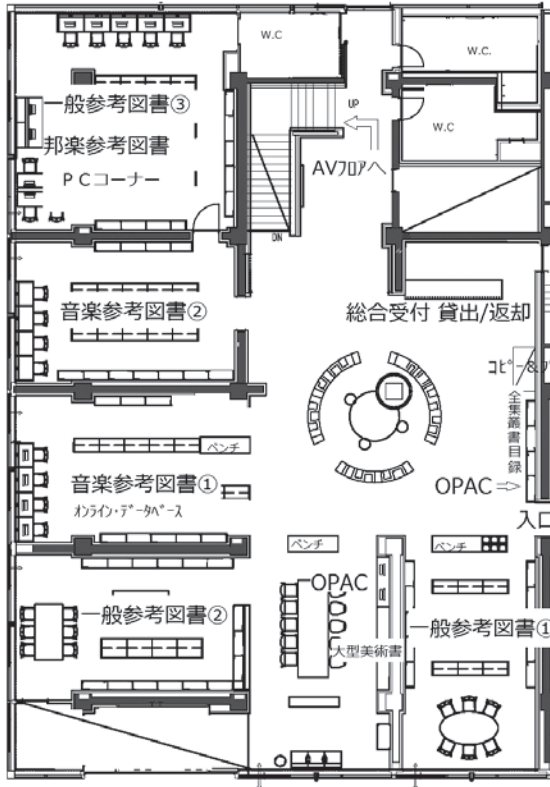 W.C
W.C.
一般参考図書③
UP
W.C
邦楽参考図書
AVフロアへ
PCコーナー
DN
音楽参考図書②
総合受付 貸出/返却
コピー&プ
全集叢書目録
ベンチ
音楽参考図書①
OPAC⇨
オンライン・データベース
入口
ベンチ
ベンチ
OPAC
一般参考図書②
一般参考図書①
大型美術書